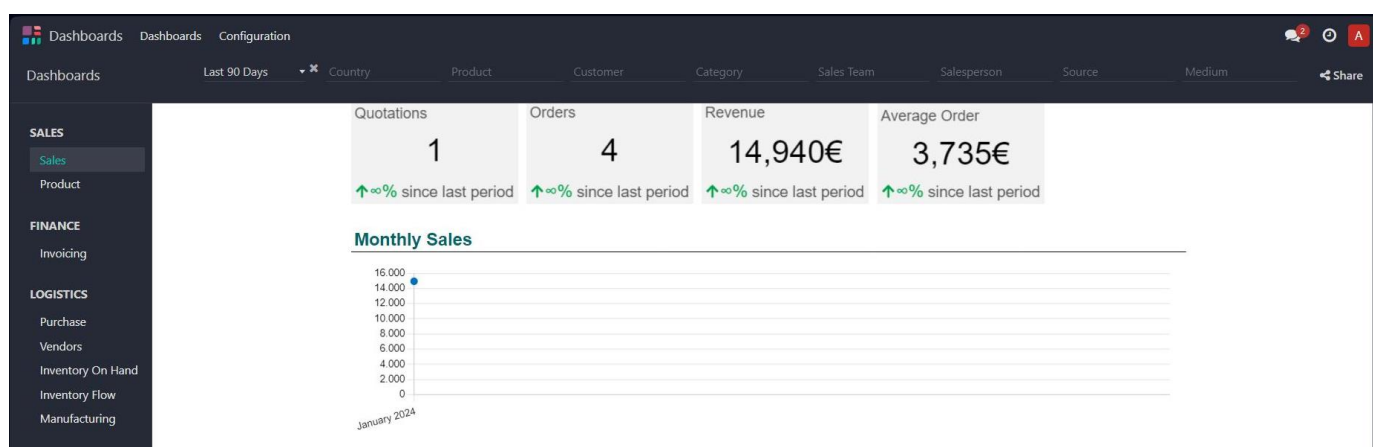 Dashboards Dashboards Configuration 2 A
Dashboards Last 90 Days Country Product Customer Category Sales Team Salesperson Source Medium Share
SALES
Sales
Product
FINANCE
Invoicing
LOGISTICS
Purchase
Vendors
Inventory On Hand
Inventory Flow
Manufacturing
Quotations
1
↑∞% since last period
Orders
4
↑∞% since last period
Revenue
14,940€
↑∞% since last period
Average Order
3,735€
↑∞% since last period
Monthly Sales
16.000
14.000
12.000
10.000
8.000
6.000
4.000
2.000
0
January 2024